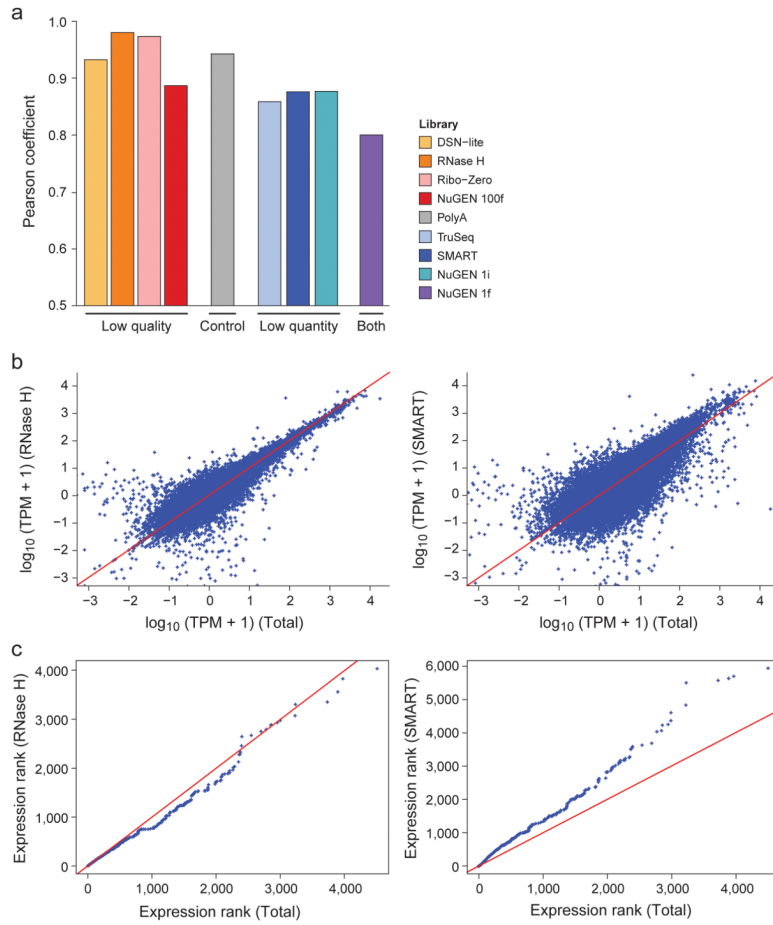 a
Pearson coefficient
1.0
0.9
0.8
0.9
0.8
0.7
0.6
0.5
Low quality
Control
Low quantity
Both
Library
DSN−lite
RNase H
Ribo−Zero
NuGEN 100f
PolyA
TruSeq
SMART
NuGEN 1i
NuGEN 1f
b
log10 (TPM + 1) (RNase H)
4
3
2
1
0
−1
−2
−3
−3 −2 −1 0 1 2 3 4
log10 (TPM + 1) (Total)
log10 (TPM + 1) (SMART)
4
3
2
1
0
−1
−2
−3
−3 −2 −1 0 1 2 3 4
log10 (TPM + 1) (Total)
c
Expression rank (RNase H)
4,000
3,000
2,000
1,000
0
0 1,000 2,000 3,000 4,000
Expression rank (Total)
Expression rank (SMART)
6,000
5,000
4,000
3,000
2,000
1,000
0
0 1,000 2,000 3,000 4,000
Expression rank (Total)